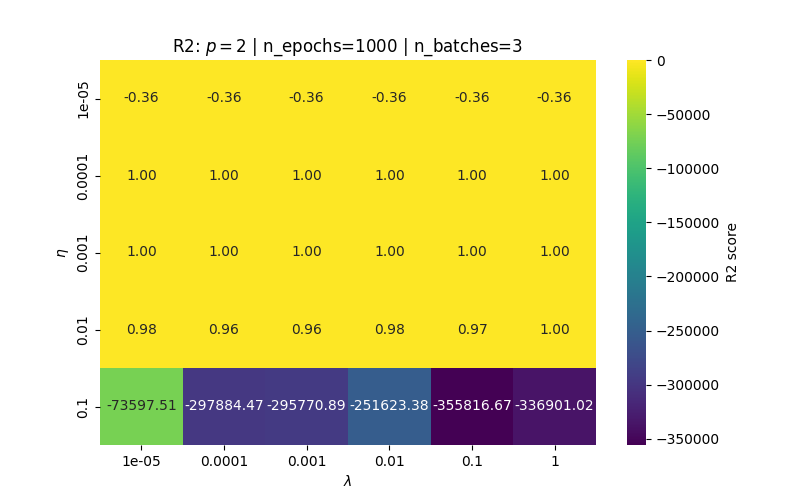 R2: p = 2 | n_epochs=1000 | n_batches=3
1e-05 -0.36 -0.36 -0.36 -0.36 -0.36 -0.36
0.0001 1.00 1.00 1.00 1.00 1.00 1.00
0.001 1.00 1.00 1.00 1.00 1.00 1.00
0.01 0.98 0.96 0.96 0.98 0.97 1.00
0.1 -73597.51 -297884.47 -295770.89 -251623.38 -355816.67 -336901.02
η
1e-05 0.0001 0.001 0.01 0.1 1
λ
0
−50000
−100000
−150000
−200000
−250000
−300000
−350000
R2 score